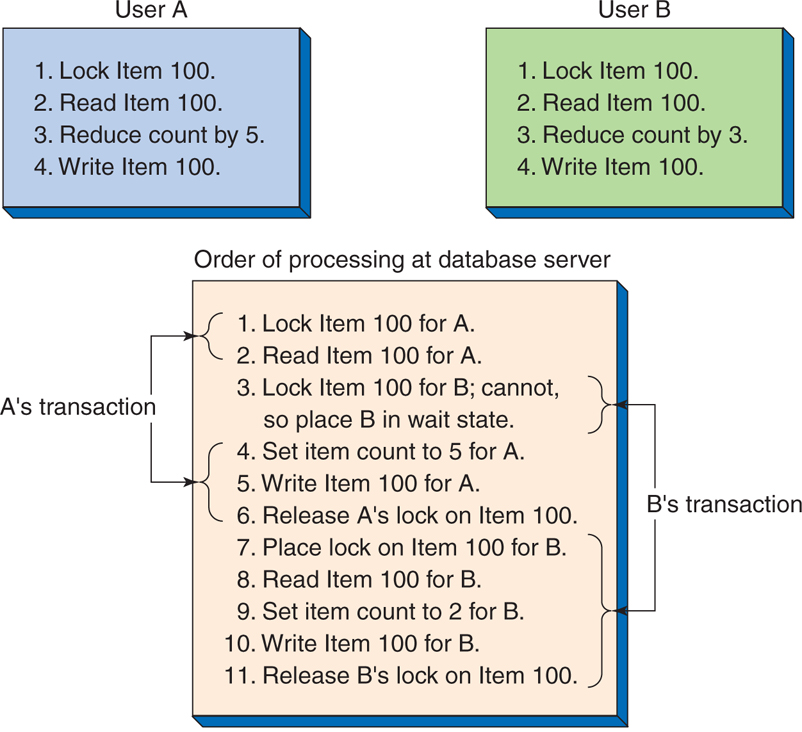 User A
1. Lock Item 100.
2. Read Item 100.
3. Reduce count by 5.
4. Write Item 100.
User B
1. Lock Item 100.
2. Read Item 100.
3. Reduce count by 3.
4. Write Item 100.
Order of processing at database server
1. Lock Item 100 for A.
2. Read Item 100 for A.
3. Lock Item 100 for B; cannot,
so place B in wait state.
4. Set item count to 5 for A.
5. Write Item 100 for A.
6. Release A's lock on Item 100.
7. Place lock on Item 100 for B.
8. Read Item 100 for B.
9. Set item count to 2 for B.
10. Write Item 100 for B.
11. Release B's lock on Item 100.
A's transaction
B's transaction